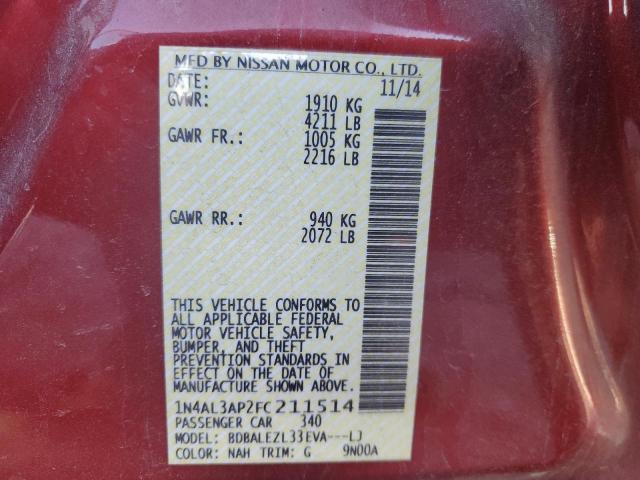 MFD BY NISSAN MOTOR CO., LTD.
DATE: 11/14
GVWR: 1910 KG
4211 LB
GAWR FR.: 1005 KG
2216 LB
GAWR RR.: 940 KG
2072 LB
THIS VEHICLE CONFORMS TO
ALL APPLICABLE FEDERAL
MOTOR VEHICLE SAFETY,
BUMPER, AND THEFT
PREVENTION STANDARDS IN
EFFECT ON THE DATE OF
MANUFACTURE SHOWN ABOVE.
1N4AL3AP2FC211514
PASSENGER CAR 340
MODEL: BDBALEZL33EVA---LJ
COLOR: NAH TRIM: G 9N00A